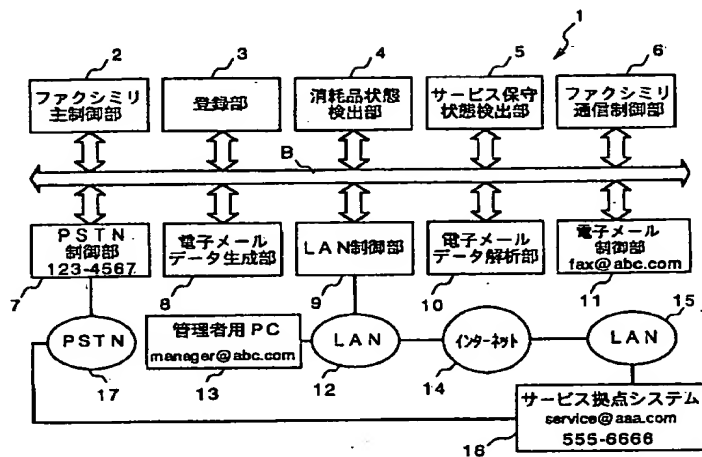 1
2
3
4
5
6
ファクシミリ
主制御部
登録部
消耗品状態
検出部
サービス保守
状態検出部
ファクシミリ
通信制御部
B
PSTN
制御部
123-4567
電子メール
データ生成部
LAN制御部
電子メール
データ解析部
電子メール
制御部
fax@abc.com
7
8
9
10
11
15
PSTN
管理者用PC
manager@abc.com
LAN
インターネット
LAN
17
13
12
14
サービス拠点システム
service@aaa.com
555-6666
16